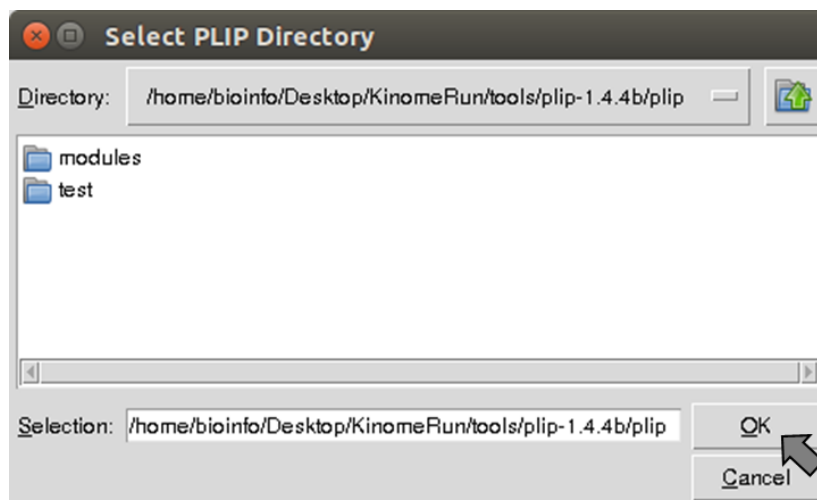 Select PLIP Directory
Directory: /home/bioinfo/Desktop/KinomeRun/tools/plip-1.4.4b/plip
modules
test
Selection: /home/bioinfo/Desktop/KinomeRun/tools/plip-1.4.4b/plip OK
Cancel